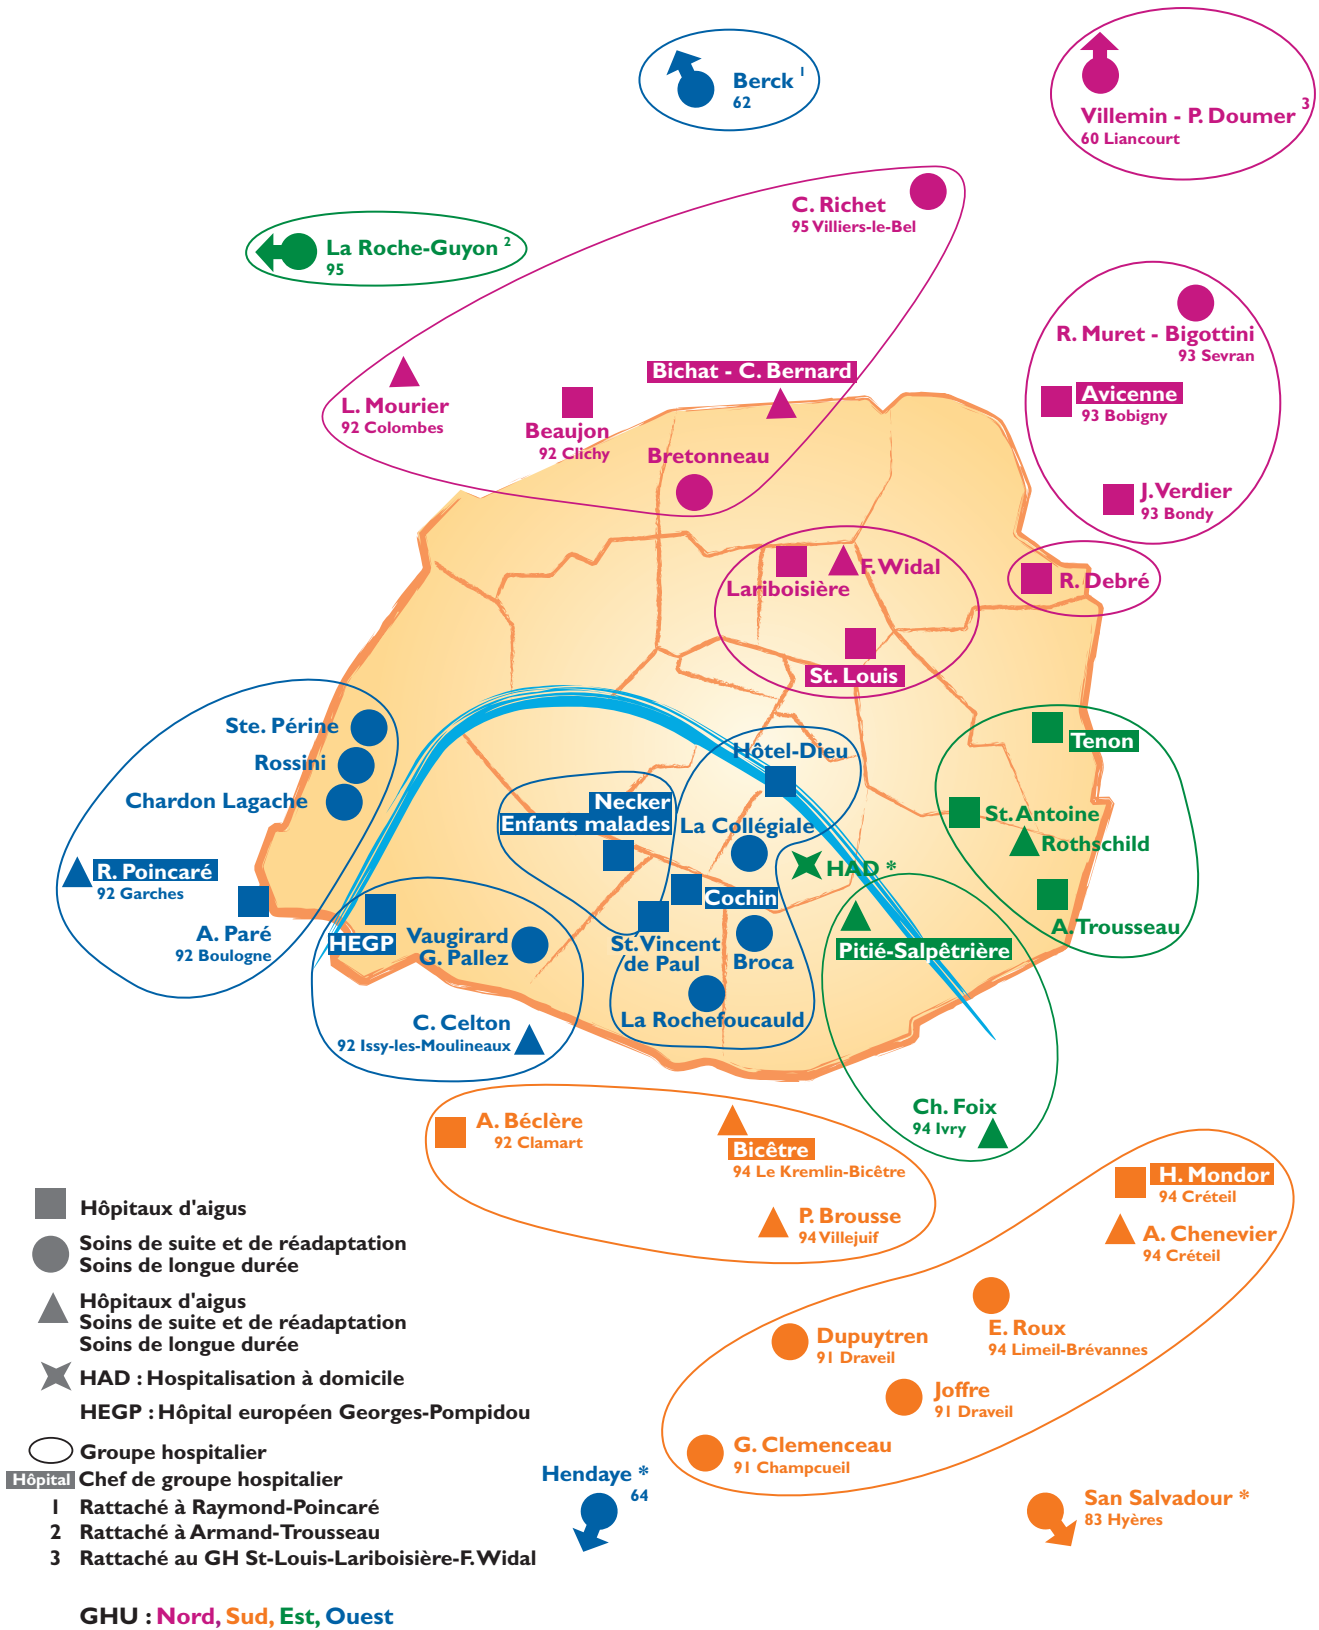 Berck 1
62
Villemin - P. Doumer 3
60 Liancourt
C. Richet
95 Villiers-le-Bel
La Roche-Guyon 2
95
R. Muret - Bigottini
93 Sevran
Avicenne
93 Bobigny
J. Verdier
93 Bondy
Bichat - C. Bernard
L. Mourier
92 Colombes
Beaujon
92 Clichy
Bretonneau
F. Widal
Lariboisière
R. Debré
St. Louis
Ste. Périne
Rossini
Chardon Lagache
R. Poincaré
92 Garches
A. Paré
92 Boulogne
Hôtel-Dieu
Necker
Enfants malades
La Collégiale
HAD *
Cochin
Tenon
St. Antoine
Rothschild
A. Trousseau
HEGP
Vaugirard
G. Pallez
St. Vincent
de Paul
Broca
Pitié-Salpêtrière
La Rochefoucauld
C. Celton
92 Issy-les-Moulineaux
Ch. Foix
94 Ivry
A. Béclère
92 Clamart
Bicêtre
94 Le Kremlin-Bicêtre
P. Brousse
94 Villejuif
H. Mondor
94 Créteil
A. Chenevier
94 Créteil
E. Roux
94 Limeil-Brévannes
Dupuytren
91 Draveil
Joffre
91 Draveil
G. Clemenceau
91 Champcueil
Hendaye *
64
San Salvadour *
83 Hyères
Hôpitaux d'aigus
Soins de suite et de réadaptation
Soins de longue durée
Hôpitaux d'aigus
Soins de suite et de réadaptation
Soins de longue durée
HAD : Hospitalisation à domicile
HEGP : Hôpital européen Georges-Pompidou
Groupe hospitalier
Hôpital Chef de groupe hospitalier
1 Rattaché à Raymond-Poincaré
2 Rattaché à Armand-Trousseau
3 Rattaché au GH St-Louis-Lariboisière-F. Widal
GHU : Nord, Sud, Est, Ouest